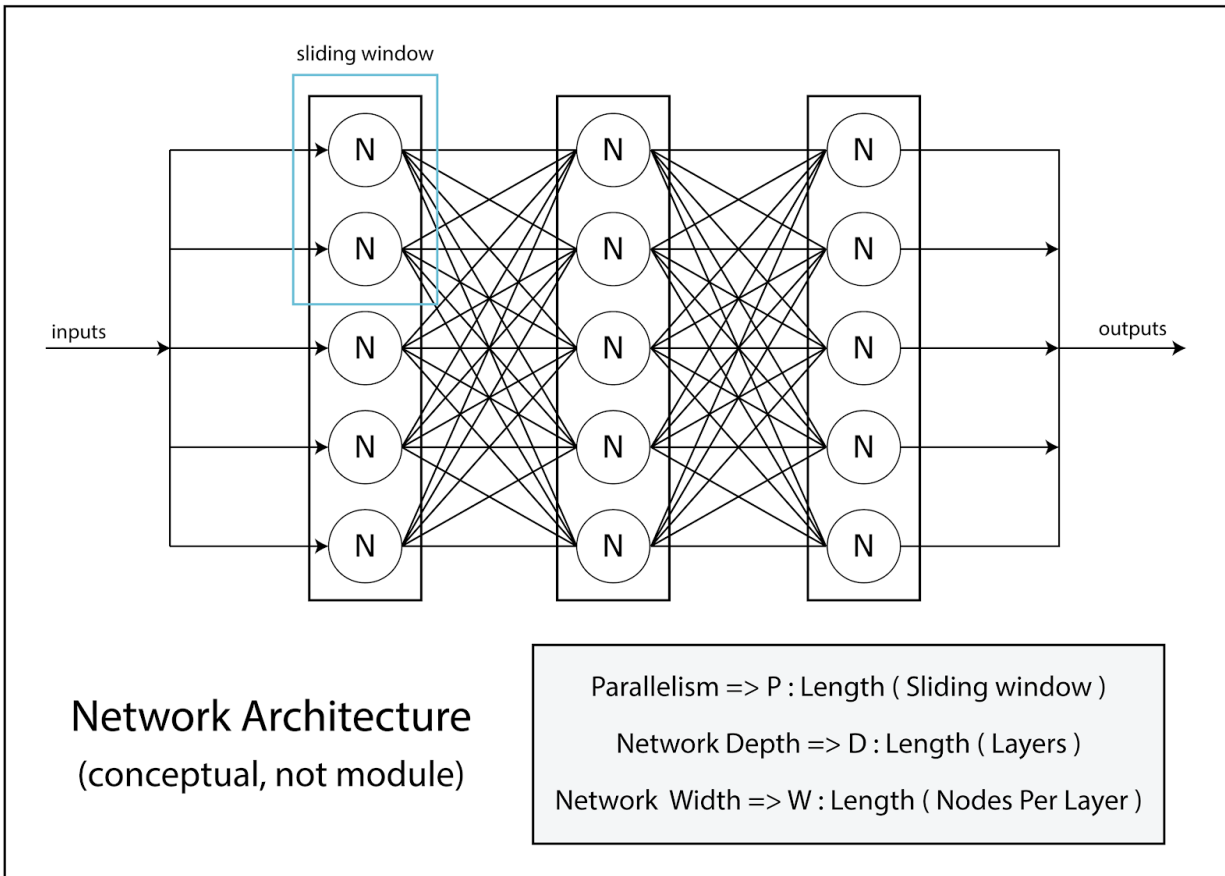 sliding window
N N N
N N N
inputs N N N outputs
N N N
N N N
Network Architecture
(conceptual, not module)
Parallelism => P : Length ( Sliding window )
Network Depth => D : Length ( Layers )
Network Width => W : Length ( Nodes Per Layer )